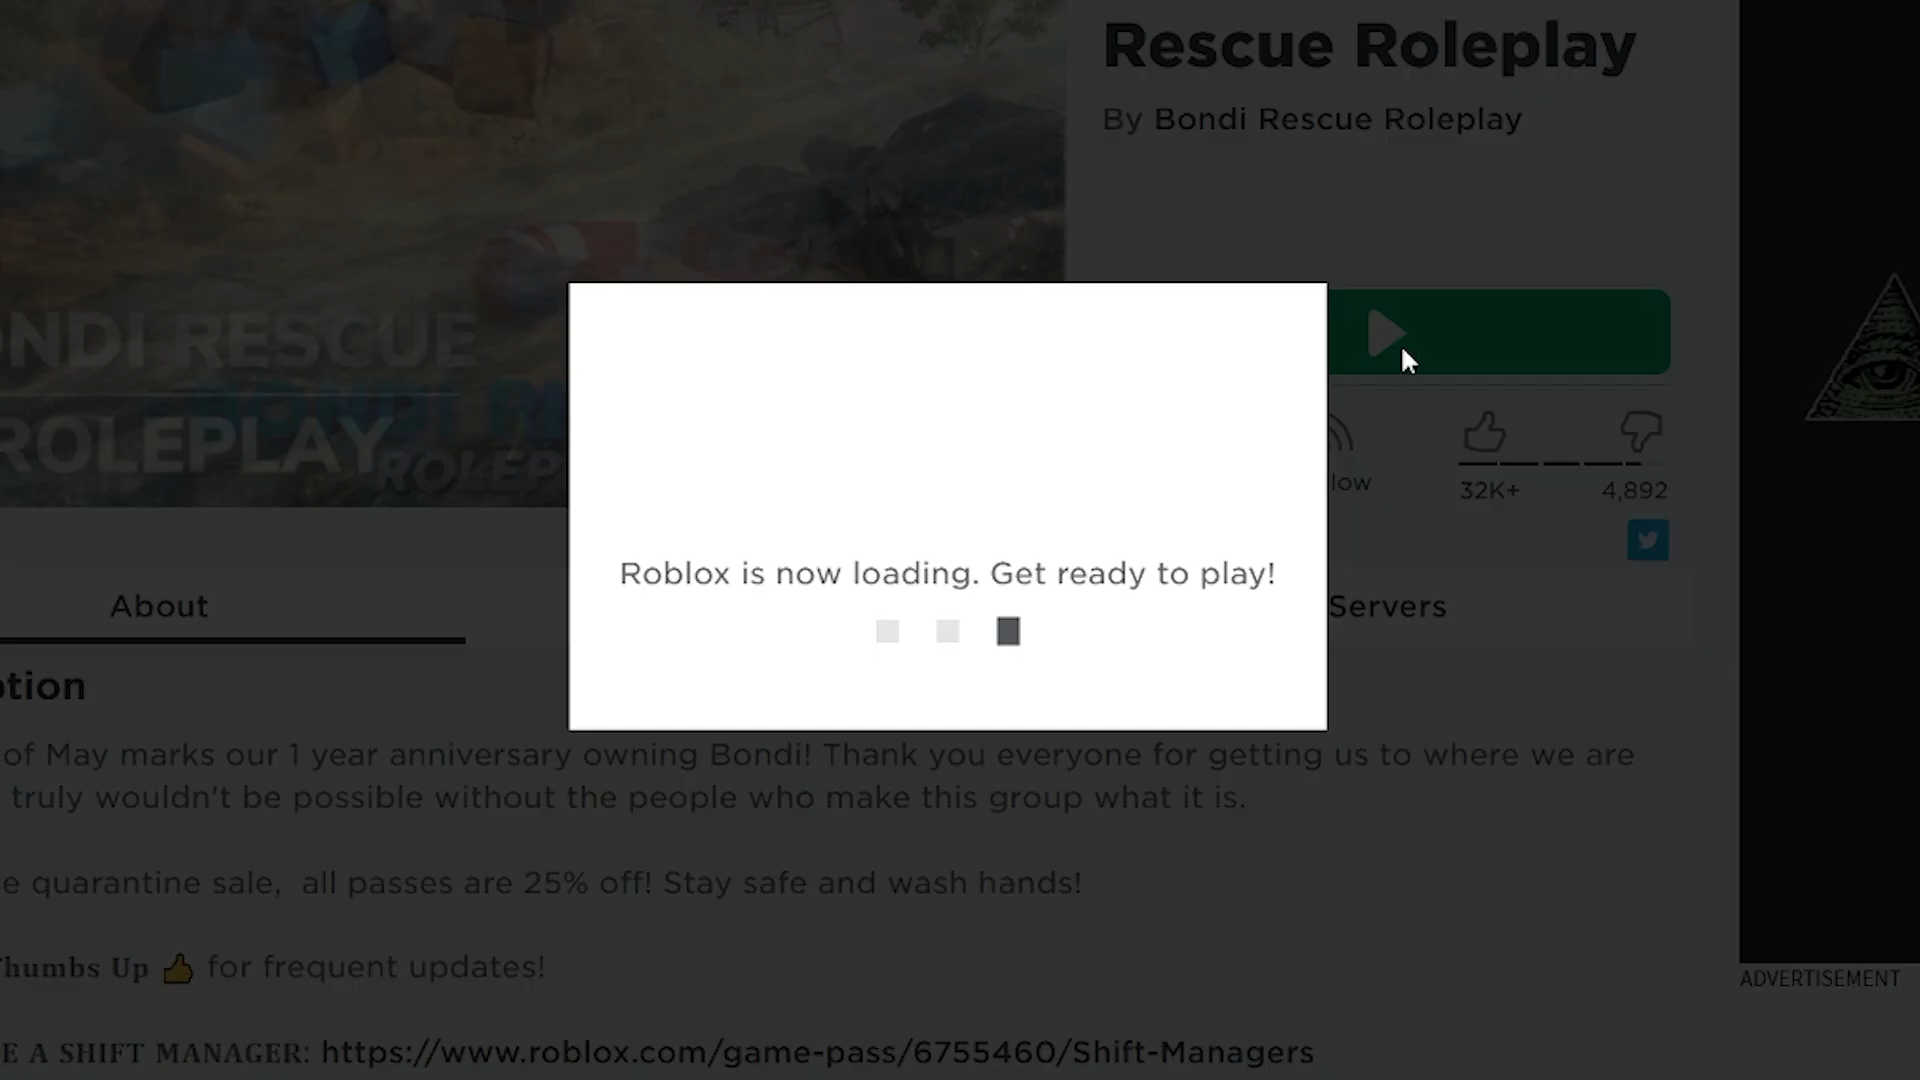 Rescue Roleplay
By Bondi Rescue Roleplay
NDI RESCUE
ROLEPLAY
BONDI
ROLEP
Roblox is now loading. Get ready to play!
low
32K+
4,892
About
Servers
ption
of May marks our 1 year anniversary owning Bondi! Thank you everyone for getting us to where we are
truly wouldn't be possible without the people who make this group what it is.
e quarantine sale, all passes are 25% off! Stay safe and wash hands!
Thumbs Up 👍 for frequent updates!
ADVERTISEMENT
E A SHIFT MANAGER: https://www.roblox.com/game-pass/6755460/Shift-Managers